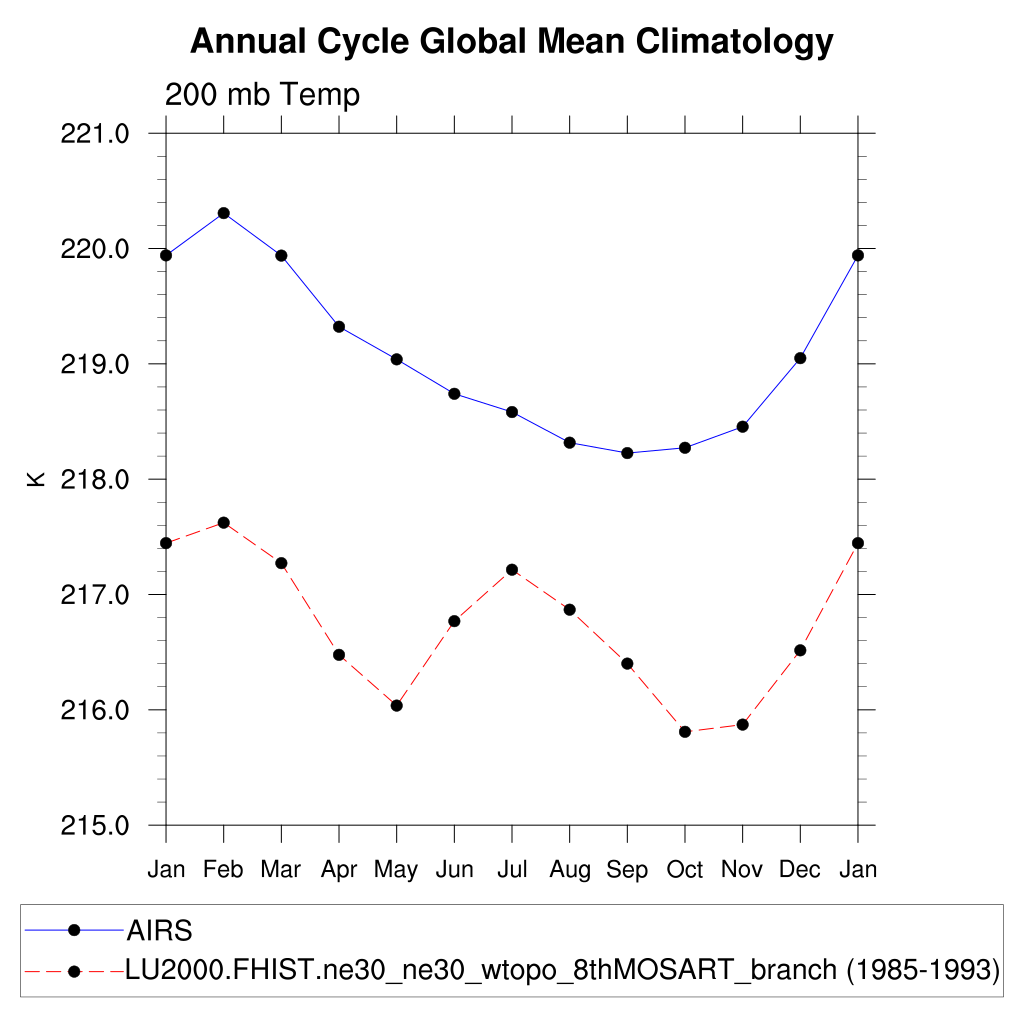 Annual Cycle Global Mean Climatology
200 mb Temp
221.0
220.0
219.0
218.0
217.0
216.0
215.0
K
Jan Feb Mar Apr May Jun Jul Aug Sep Oct Nov Dec Jan
AIRS
LU2000.FHIST.ne30_ne30_wtopo_8thMOSART_branch (1985-1993)